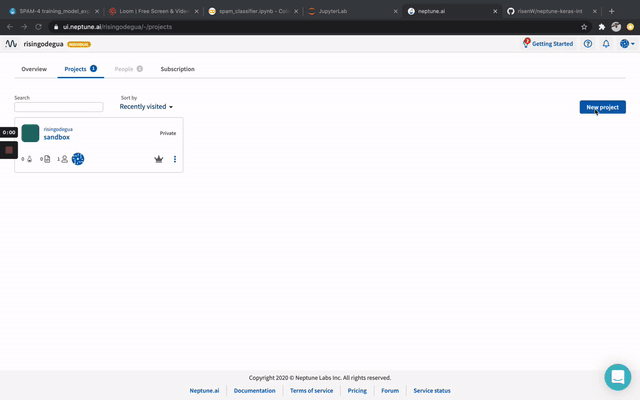 SPAM-4 training_model_exp
Loom | Free Screen & Video
spam_classifier.ipynb - Col
JupyterLab
neptune.ai
risenW/neptune-keras-int
ui.neptune.ai/risingodegua/-/projects
risingodegua
Getting Started
Overview
Projects 1
People
Subscription
Search
Sort by
Recently visited
New project
0:00
risingodegua
sandbox
Private
0
0
1
Copyright 2020 © Neptune Labs Inc. All rights reserved.
Neptune.ai
Documentation
Terms of service
Pricing
Forum
Service status